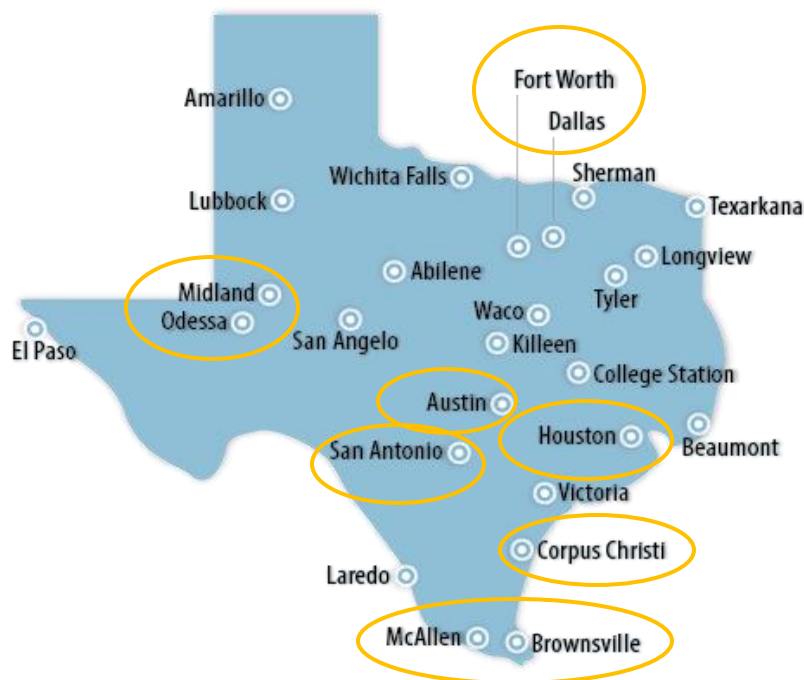 Fort Worth
Amarillo
Dallas
Wichita Falls
Sherman
Lubbock
Texarkana
Longview
Abilene
Midland
Tyler
Waco
Odessa
San Angelo
El Paso
Killeen
College Station
Austin
Houston
Beaumont
San Antonio
Victoria
Corpus Christi
Laredo
McAllen
Brownsville